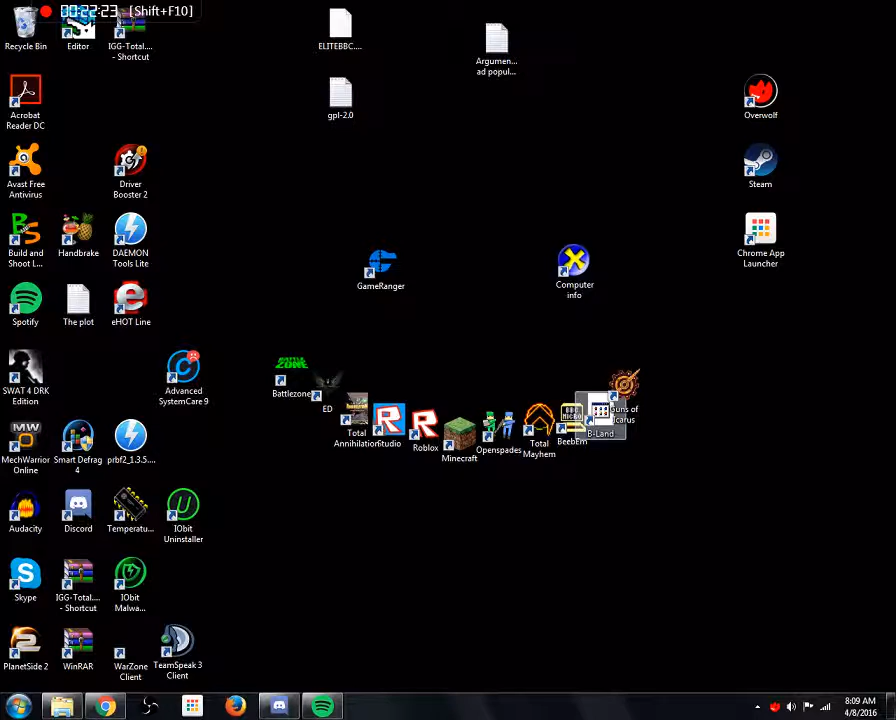 00:22:23 [Shift+F10]
Recycle Bin
Editor
IGG-Total....
- Shortcut
ELITEBBC....
Argumen...
ad popul...
Acrobat
Reader DC
gpl-2.0
Overwolf
Avast Free
Antivirus
Driver
Booster 2
Steam
Build and
Shoot L...
Handbrake
DAEMON
Tools Lite
Chrome App
Launcher
GameRanger
Computer
info
Spotify
The plot
eHOT Line
SWAT 4 DRK
Edition
Advanced
SystemCare 9
BATTLE
ZONE
Battlezone
ED
Total
Annihilation
Studio
Roblox
Minecraft
Openspades
Total
Mayhem
BBC
MICRO
BeebEm
B-Land
Guns of
Icarus
MW
MechWarrior
Online
Smart Defrag
4
prbf2_1.3.5....
Audacity
Discord
Temperatu...
IObit
Uninstaller
Skype
IGG-Total....
- Shortcut
IObit
Malwa...
PlanetSide 2
WinRAR
WarZone
Client
TeamSpeak 3
Client
8:09 AM
4/8/2016